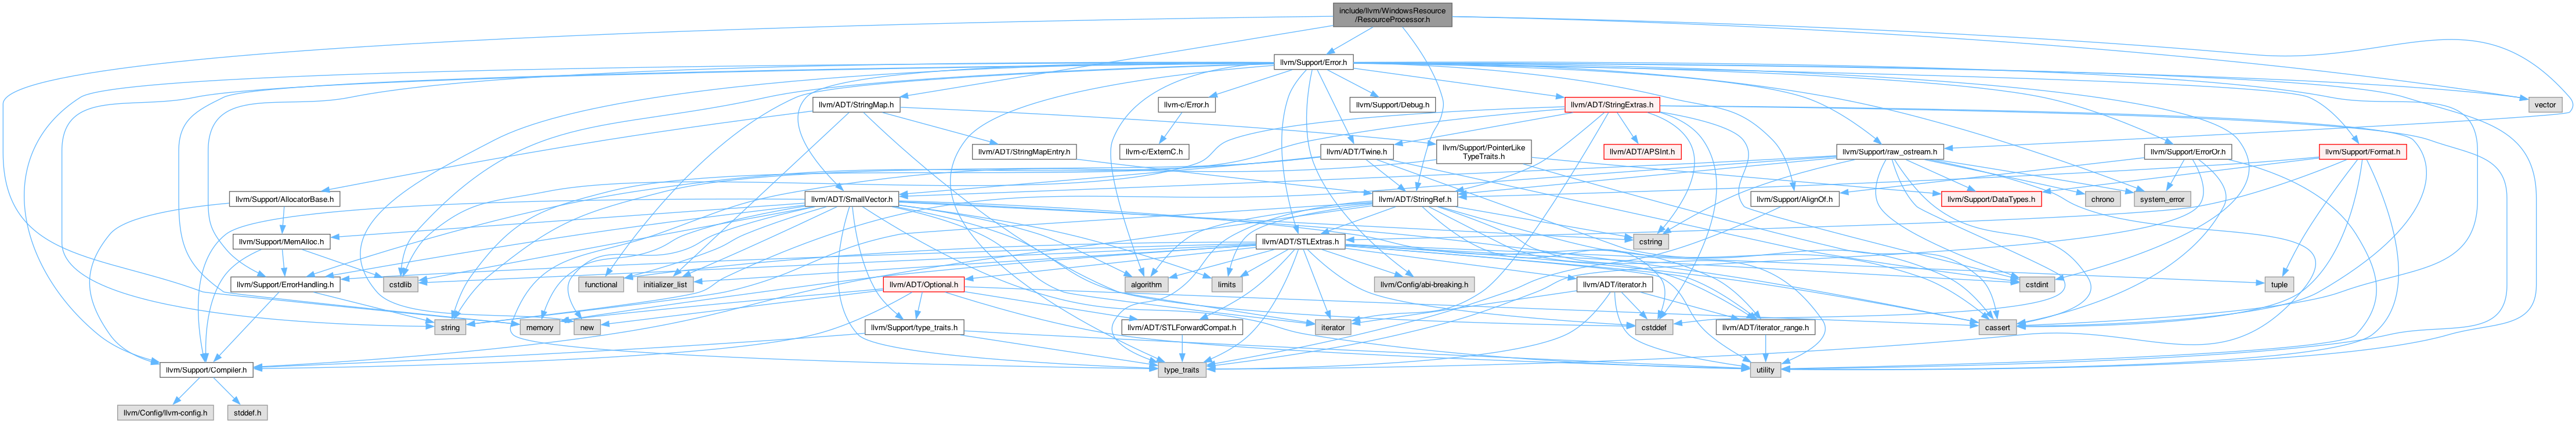 include/llvm/WindowsResource
/ResourceProcessor.h
llvm/Support/Error.h
llvm/ADT/StringMap.h
llvm-c/Error.h
llvm/Support/Debug.h
llvm/ADT/StringExtras.h
vector
llvm-c/ExternC.h
llvm/ADT/StringMapEntry.h
llvm/ADT/Twine.h
llvm/ADT/APSInt.h
llvm/Support/PointerLike
TypeTraits.h
llvm/Support/raw_ostream.h
llvm/Support/ErrorOr.h
llvm/Support/Format.h
llvm/Support/AllocatorBase.h
llvm/ADT/SmallVector.h
llvm/ADT/StringRef.h
llvm/Support/AlignOf.h
llvm/Support/DataTypes.h
chrono
system_error
llvm/Support/MemAlloc.h
llvm/ADT/STLExtras.h
cstring
llvm/Support/ErrorHandling.h
cstdlib
functional
initializer_list
llvm/ADT/Optional.h
algorithm
limits
llvm/Config/abi-breaking.h
llvm/ADT/iterator.h
cstdint
tuple
string
memory
new
llvm/Support/type_traits.h
llvm/ADT/STLForwardCompat.h
iterator
cstddef
llvm/ADT/iterator_range.h
cassert
llvm/Support/Compiler.h
type_traits
utility
llvm/Config/llvm-config.h
stddef.h